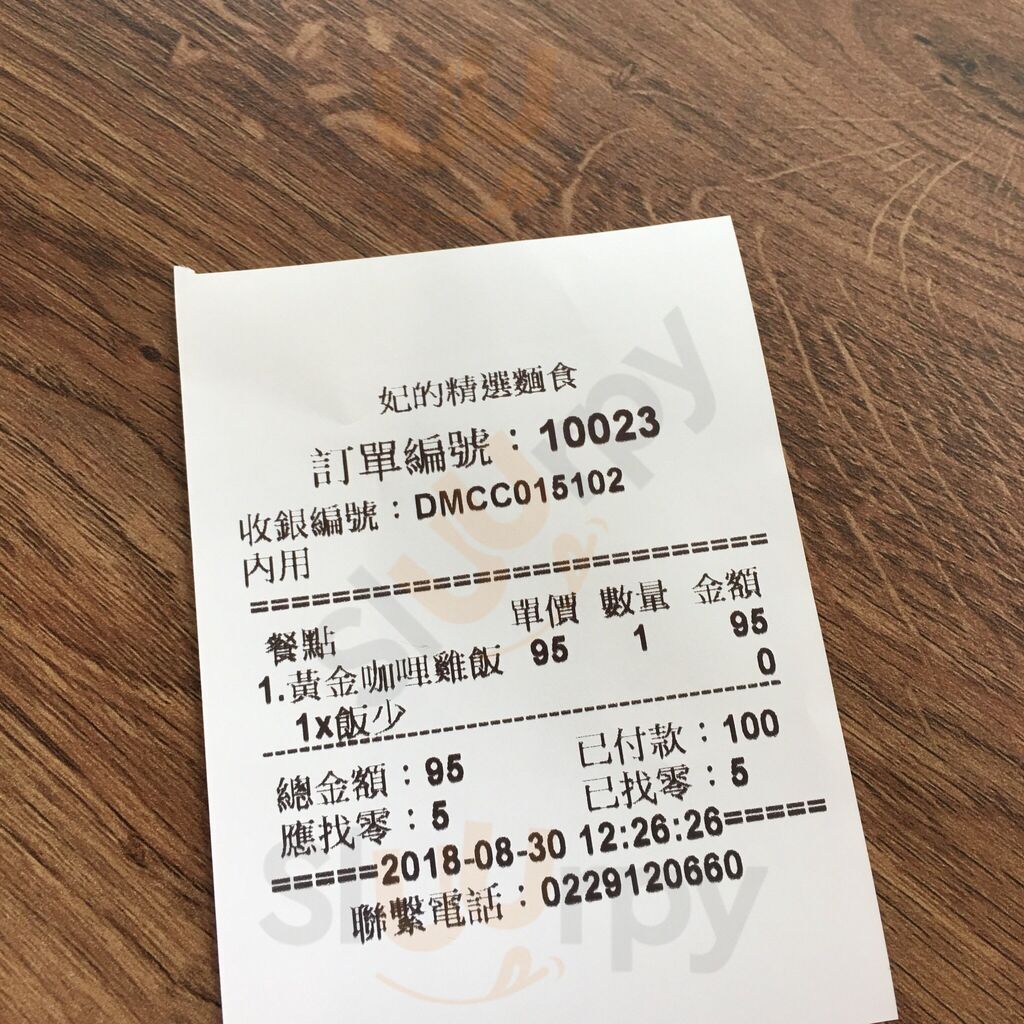 妃的精選麵食
訂單編號：10023
收銀編號：DMCC015102
內用
==========================
餐點 單價 數量 金額
1.黃金咖哩雞飯 95 1 95
1x飯少 0
--------------------------------------------
總金額：95 已付款：100
應找零：5 已找零：5
=====2018-08-30 12:26:26=====
聯繫電話：0229120660
Slurpy
Slurpy